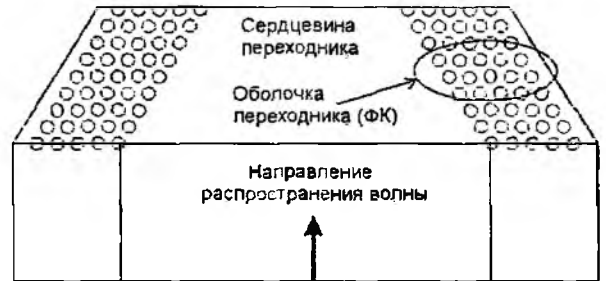 Сердцевина
переходника
Оболочка
переходника (ФК)
Направление
распространения волны